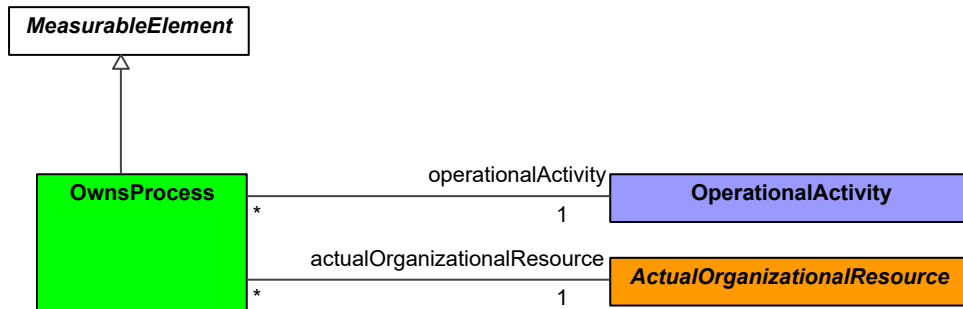 MeasurableElement
operationalActivity
OwnsProcess
OperationalActivity
* 1
actualOrganizationalResource
ActualOrganizationalResource
* 1